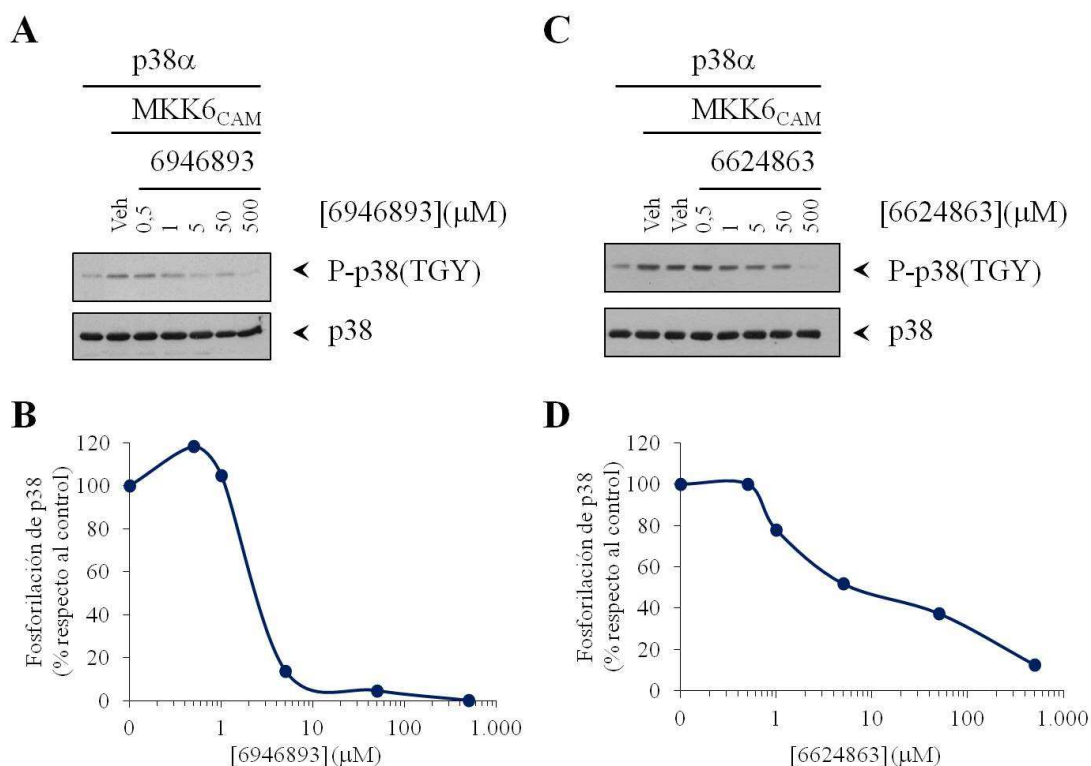 A
p38α
MKK6CAM
6946893
Veh 0,5 1 5 50 500
[6946893](μM)
P-p38(TGY)
p38
C
p38α
MKK6CAM
6624863
Veh Veh 0,5 1 5 50 500
[6624863](μM)
P-p38(TGY)
p38
B
Fosforilación de p38
(% respecto al control)
120
100
80
60
40
20
0
0 1 10 100 1.000
[6946893](μM)
D
Fosforilación de p38
(% respecto al control)
120
100
80
60
40
20
0
0 1 10 100 1.000
[6624863](μM)